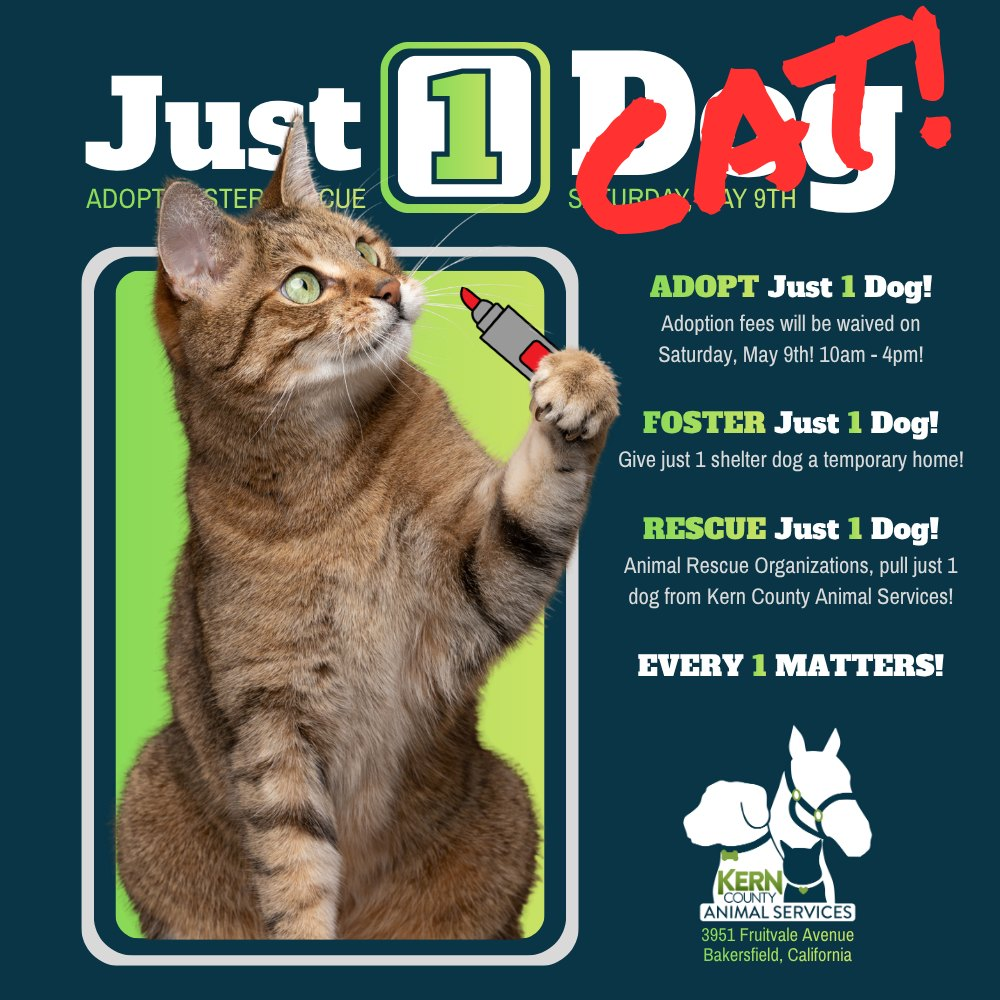 Just 1 Dog
CAT!
ADOPT
SATURDAY, MAY 9TH
ADOPT Just 1 Dog!
Adoption fees will be waived on
Saturday, May 9th! 10am - 4pm!
FOSTER Just 1 Dog!
Give just 1 shelter dog a temporary home!
RESCUE Just 1 Dog!
Animal Rescue Organizations, pull just 1
dog from Kern County Animal Services!
EVERY 1 MATTERS!
KERN
COUNTY
ANIMAL SERVICES
3951 Fruitvale Avenue
Bakersfield, California